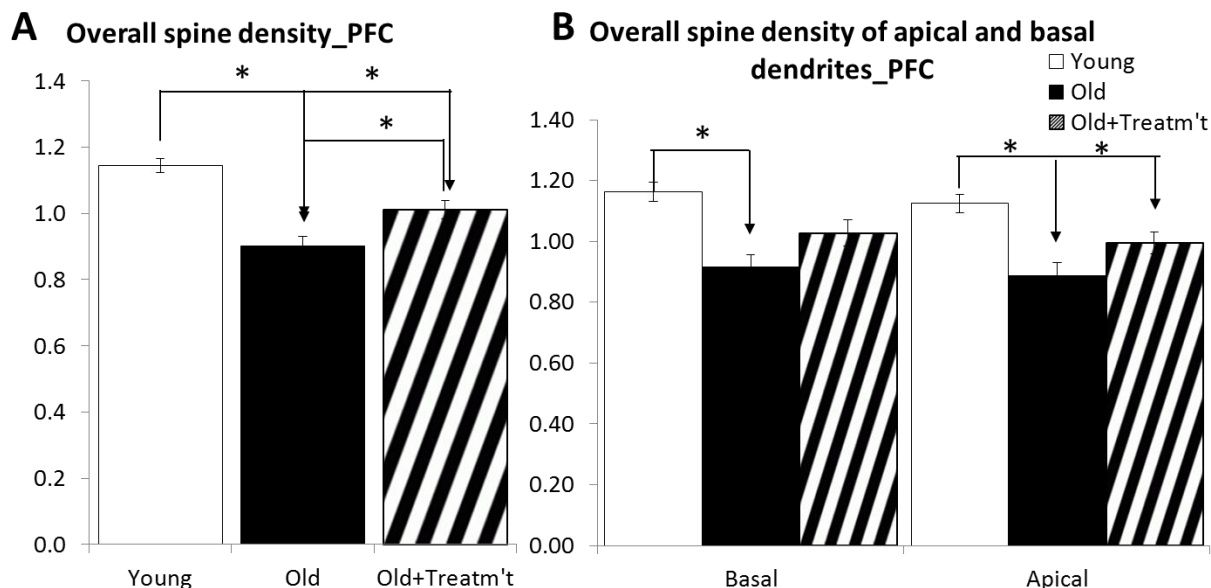 A Overall spine density_PFC
*
*
*
1.4
1.2
1.0
0.8
0.6
0.4
0.2
0.0
Young
Old
Old+Treatm't
B Overall spine density of apical and basal
dendrites_PFC
Young
Old
Old+Treatm't
*
*
*
1.40
1.20
1.00
0.80
0.60
0.40
0.20
0.00
Basal
Apical